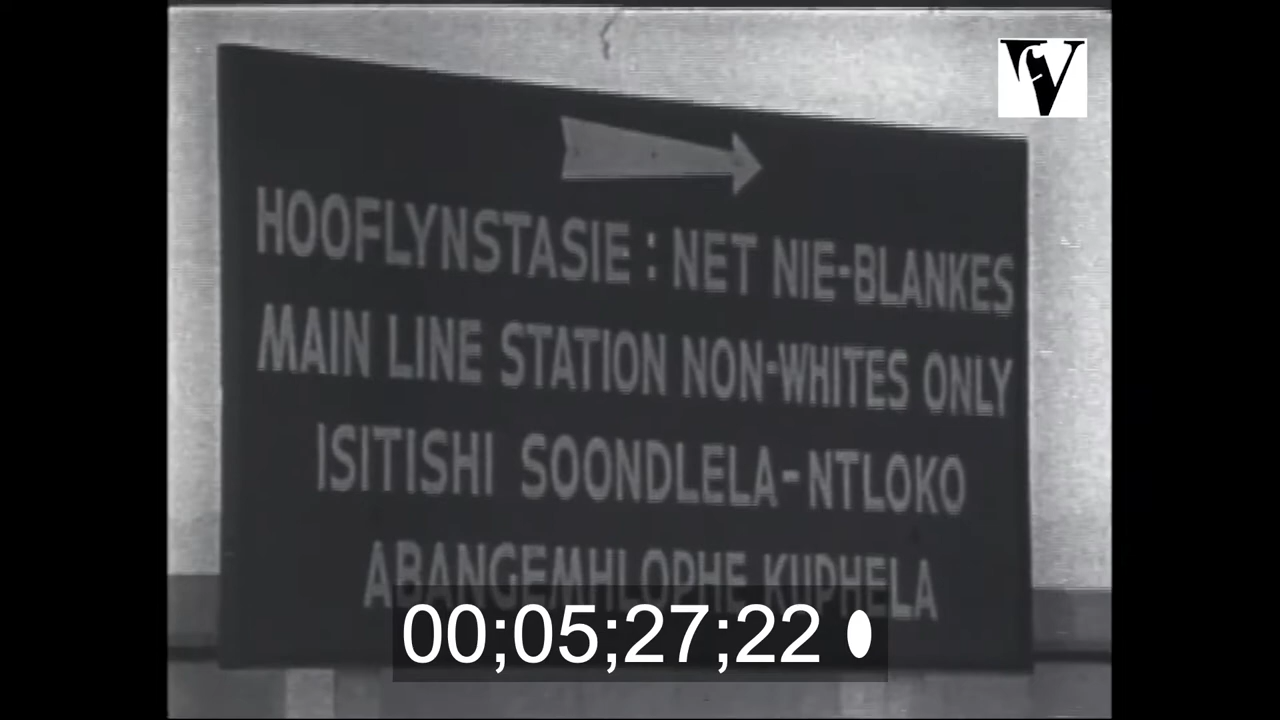 HOOFLYNSTASIE : NET NIE-BLANKES
MAIN LINE STATION NON-WHITES ONLY
ISITISHI SOONDLELA-NTLOKO
ABANGEMHLOPHE KUPHELA
00;05;27;22